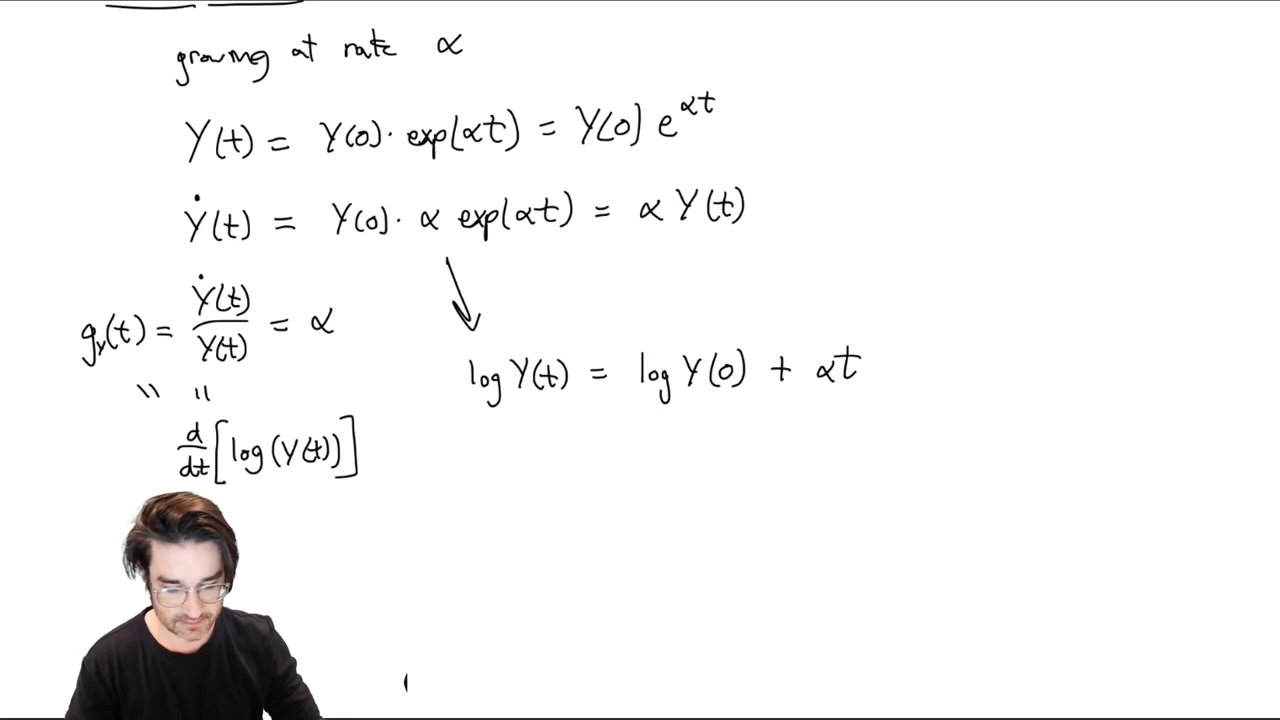 growing at rate α
Y(t) = Y(0)· exp(αt) = Y(0) e^{αt}
Ẏ(t) = Y(0)· α exp(αt) = α Y(t)
g_Y(t) = Ẏ(t)/Y(t) = α
log Y(t) = log Y(0) + αt
" "
d/dt [log(Y(t))]